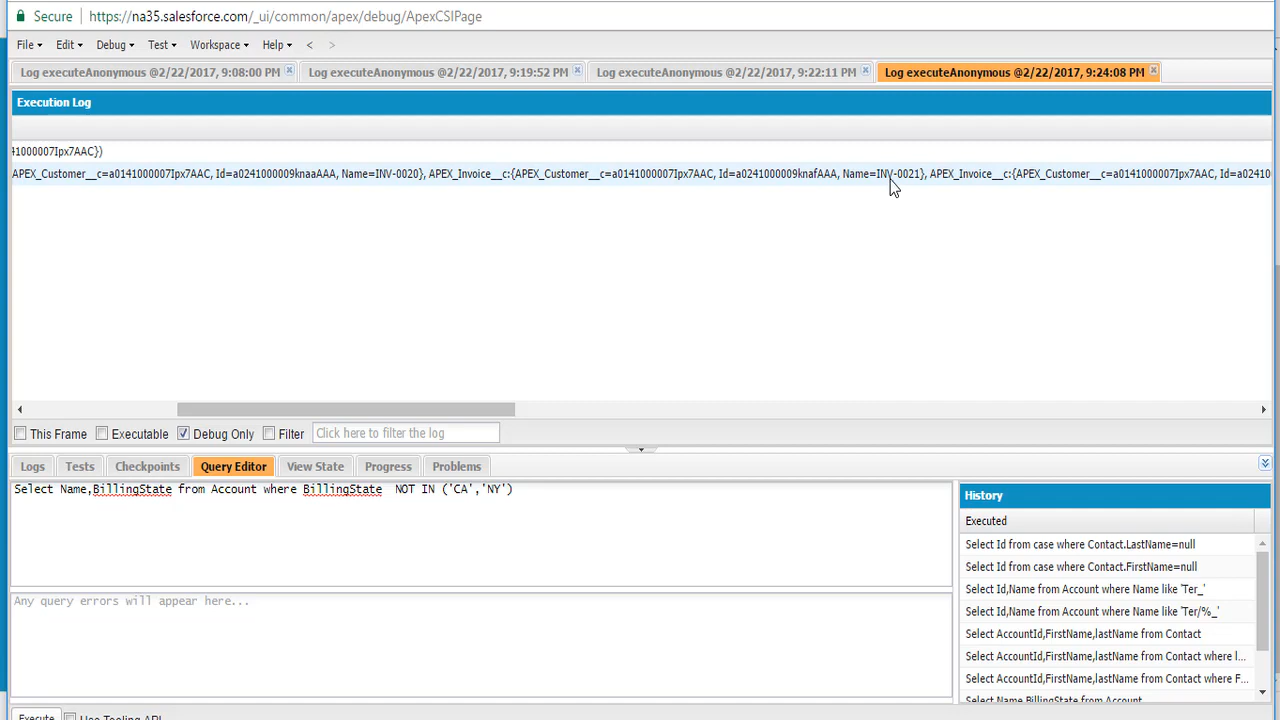 Secure https://na35.salesforce.com/_ui/common/apex/debug/ApexCSIPage
File Edit Debug Test Workspace Help < >
Log executeAnonymous @2/22/2017, 9:08:00 PM Log executeAnonymous @2/22/2017, 9:19:52 PM Log executeAnonymous @2/22/2017, 9:22:11 PM Log executeAnonymous @2/22/2017, 9:24:08 PM
Execution Log
41000007Ipx7AAC})
APEX_Customer__c=a0141000007Ipx7AAC, Id=a0241000009knaaAAA, Name=INV-0020}, APEX_Invoice__c:{APEX_Customer__c=a0141000007Ipx7AAC, Id=a0241000009knafAAA, Name=INV-0021}, APEX_Invoice__c:{APEX_Customer__c=a0141000007Ipx7AAC, Id=a02410
This Frame Executable Debug Only Filter Click here to filter the log
Logs Tests Checkpoints Query Editor View State Progress Problems
Select Name,BillingState from Account where BillingState  NOT IN ('CA','NY')
Any query errors will appear here...
History
Executed
Select Id from case where Contact.LastName=null
Select Id from case where Contact.FirstName=null
Select Id,Name from Account where Name like 'Ter_'
Select Id,Name from Account where Name like 'Ter/%_'
Select AccountId,FirstName,lastName from Contact
Select AccountId,FirstName,lastName from Contact where l...
Select AccountId,FirstName,lastName from Contact where F...
Select Name,BillingState from Account
Execute Use Tooling API